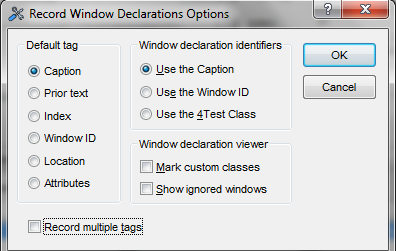 Record Window Declarations Options
Default tag
Caption
Prior text
Index
Window ID
Location
Attributes
Record multiple tags
Window declaration identifiers
Use the Caption
Use the Window ID
Use the 4Test Class
Window declaration viewer
Mark custom classes
Show ignored windows
OK
Cancel